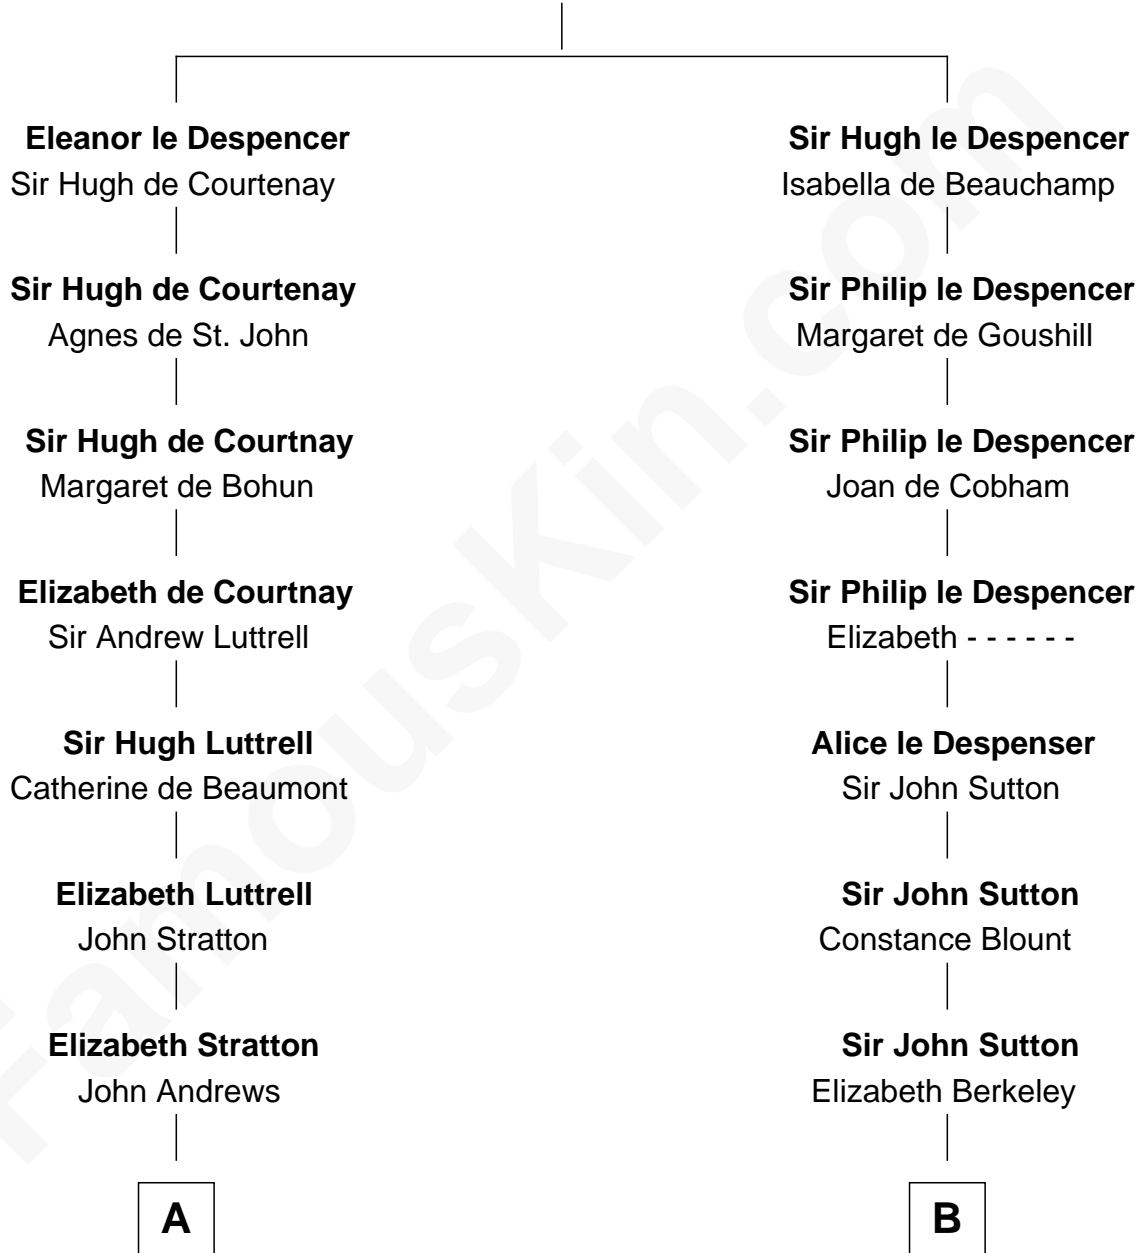 Eleanor le Despencer
Sir Hugh de Courtenay
Sir Hugh de Courtenay
Agnes de St. John
Sir Hugh de Courtnay
Margaret de Bohun
Elizabeth de Courtnay
Sir Andrew Luttrell
Sir Hugh Luttrell
Catherine de Beaumont
Elizabeth Luttrell
John Stratton
Elizabeth Stratton
John Andrews
A
Sir Hugh le Despencer
Isabella de Beauchamp
Sir Philip le Despencer
Margaret de Goushill
Sir Philip le Despencer
Joan de Cobham
Sir Philip le Despencer
Elizabeth - - - - - -
Alice le Despenser
Sir John Sutton
Sir John Sutton
Constance Blount
Sir John Sutton
Elizabeth Berkeley
B
FamousKin.com